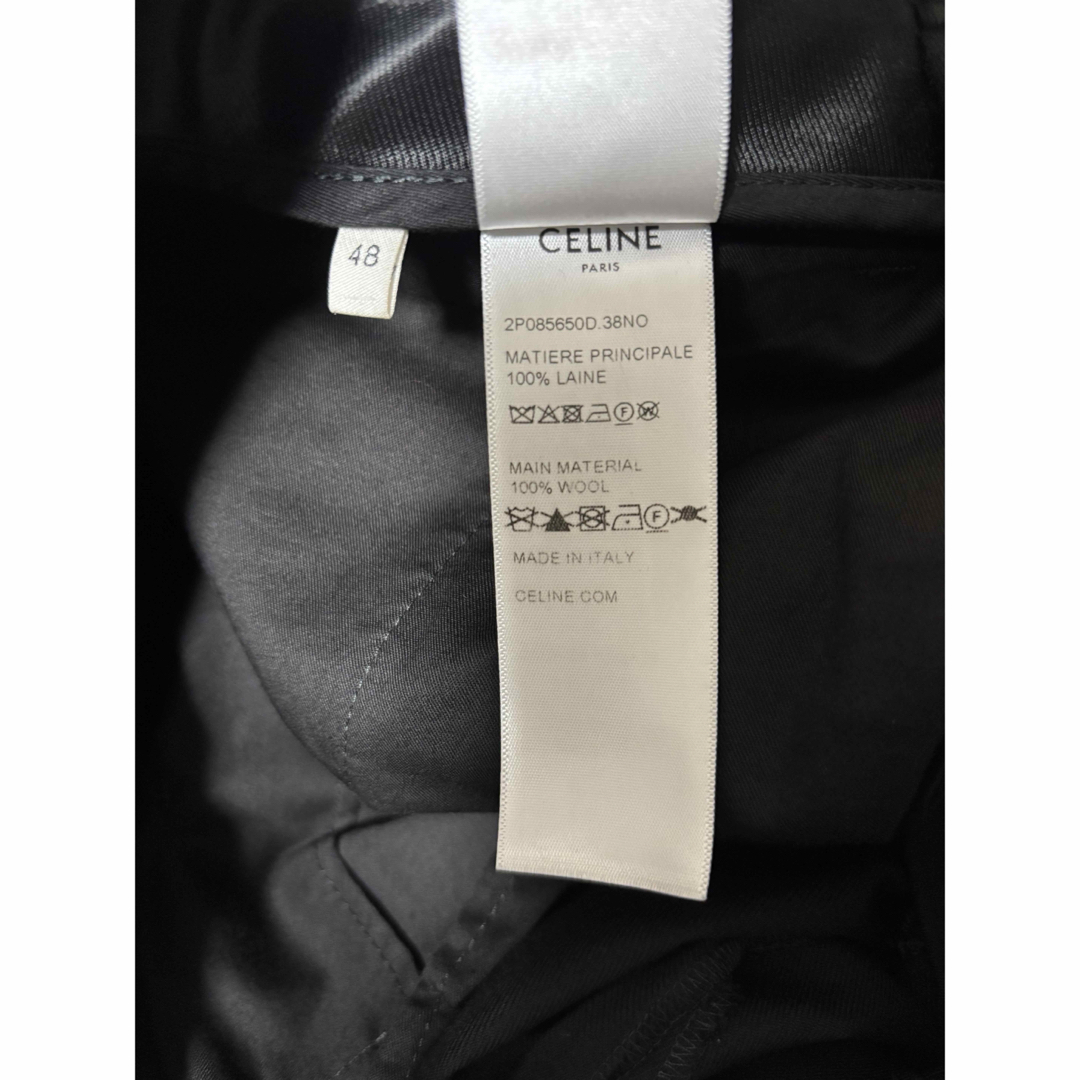 48
CELINE
PARIS
2P085650D.38NO
MATIERE PRINCIPALE
100% LAINE
F W
MAIN MATERIAL
100% WOOL
F
MADE IN ITALY
CELINE.COM